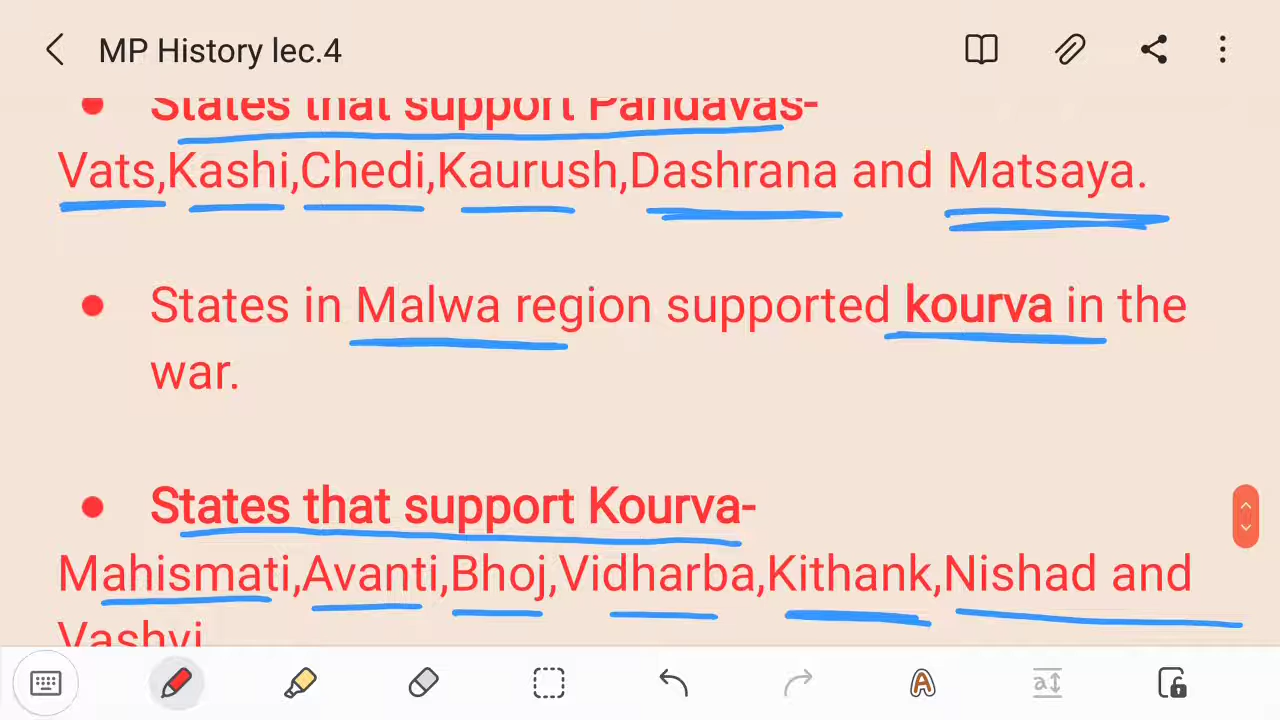 MP History lec.4
States that support Pandavas-
Vats,Kashi,Chedi,Kaurush,Dashrana and Matsaya.
States in Malwa region supported kourva in the
war.
States that support Kourva-
Mahismati,Avanti,Bhoj,Vidharba,Kithank,Nishad and
Vashvi